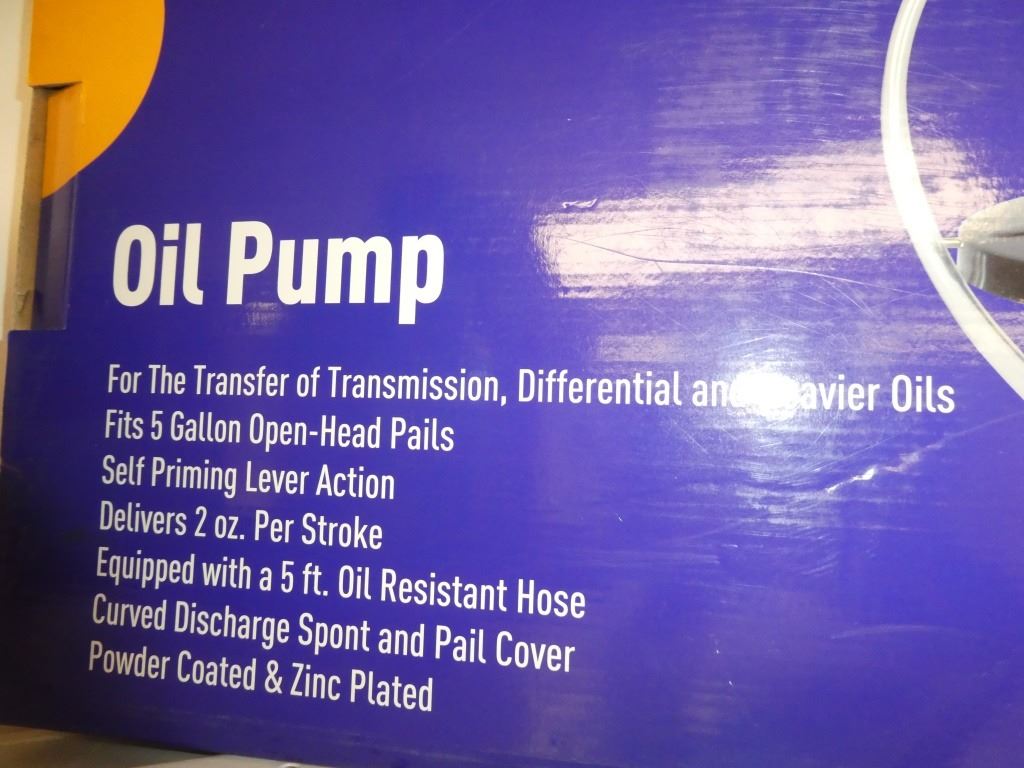 Oil Pump
For The Transfer of Transmission, Differential and Heavier Oils
Fits 5 Gallon Open-Head Pails
Self Priming Lever Action
Delivers 2 oz. Per Stroke
Equipped with a 5 ft. Oil Resistant Hose
Curved Discharge Spont and Pail Cover
Powder Coated & Zinc Plated